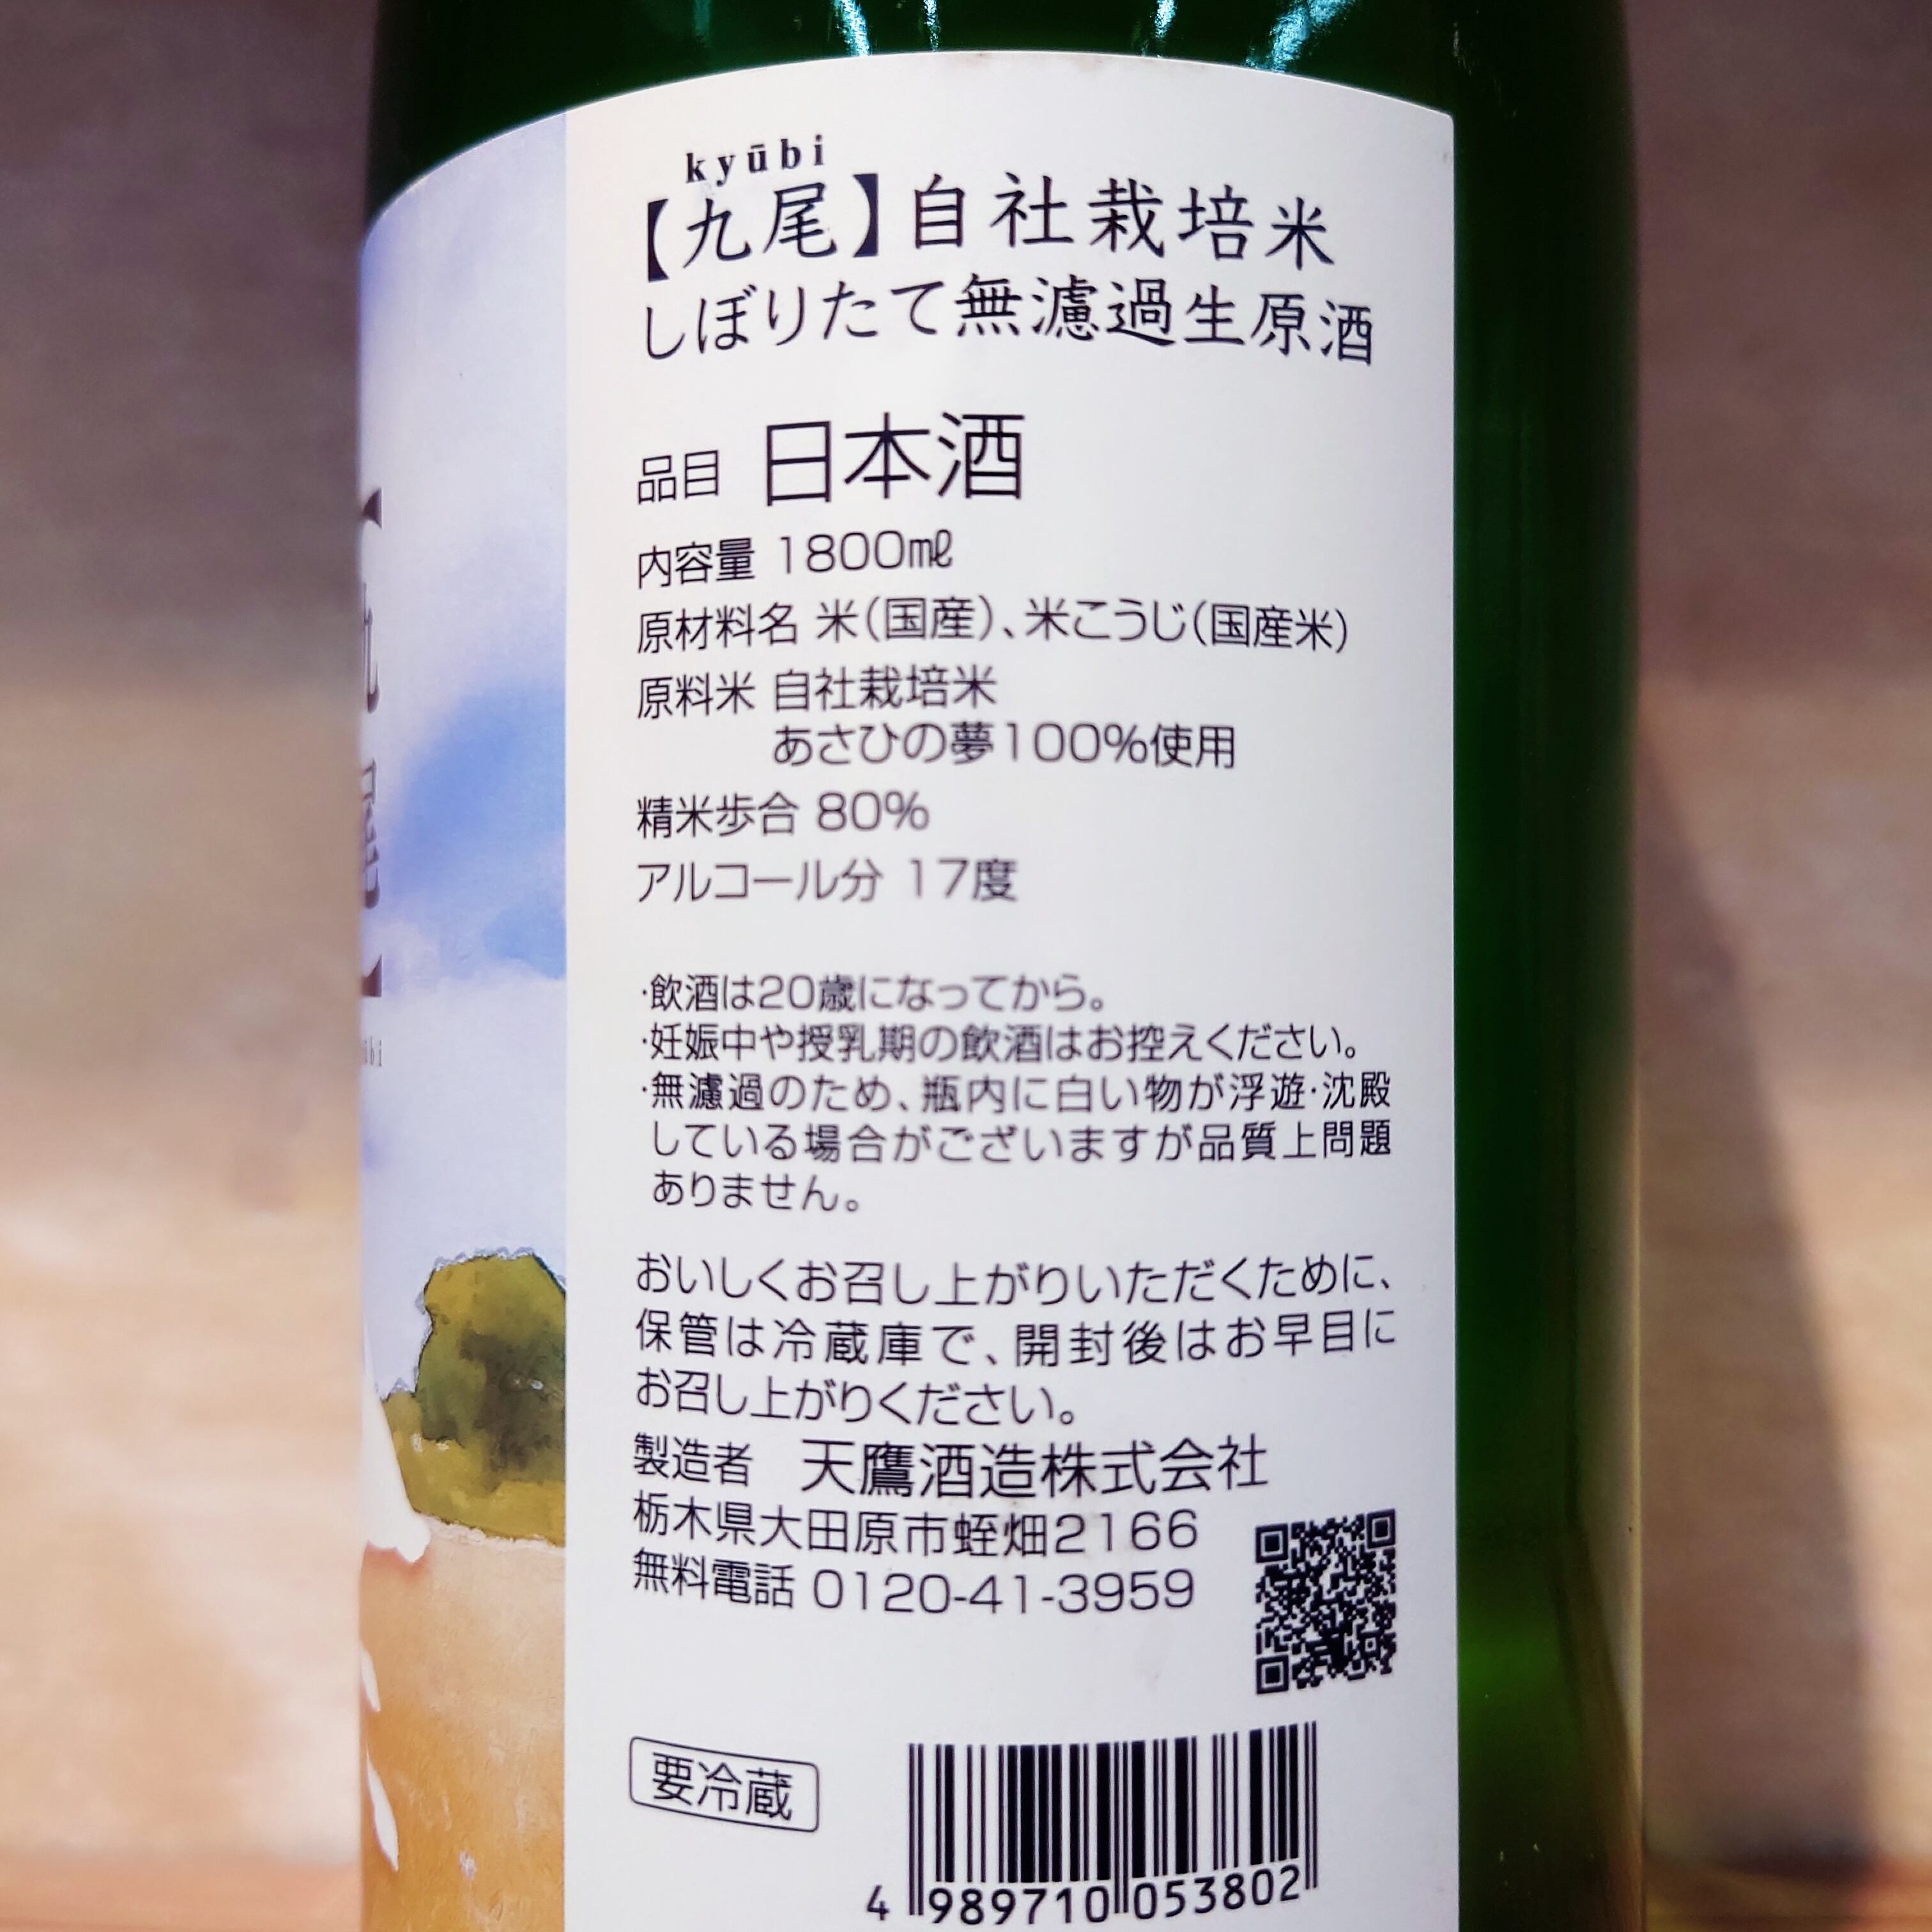 kyūbi
【九尾】自社栽培米
しぼりたて無濾過生原酒
品目 日本酒
内容量 1800㎖
原材料名 米(国産)、米こうじ(国産米)
原料米 自社栽培米
あさひの夢100%使用
精米歩合 80%
アルコール分 17度
・飲酒は20歳になってから。
・妊娠中や授乳期の飲酒はお控えください。
・無濾過のため、瓶内に白い物が浮遊・沈殿
している場合がございますが品質上問題
ありません。
おいしくお召し上がりいただくために、
保管は冷蔵庫で、開封後はお早目に
お召し上がりください。
製造者 天鷹酒造株式会社
栃木県大田原市蛭畑2166
無料電話 0120-41-3959
要冷蔵
4 989710 053802